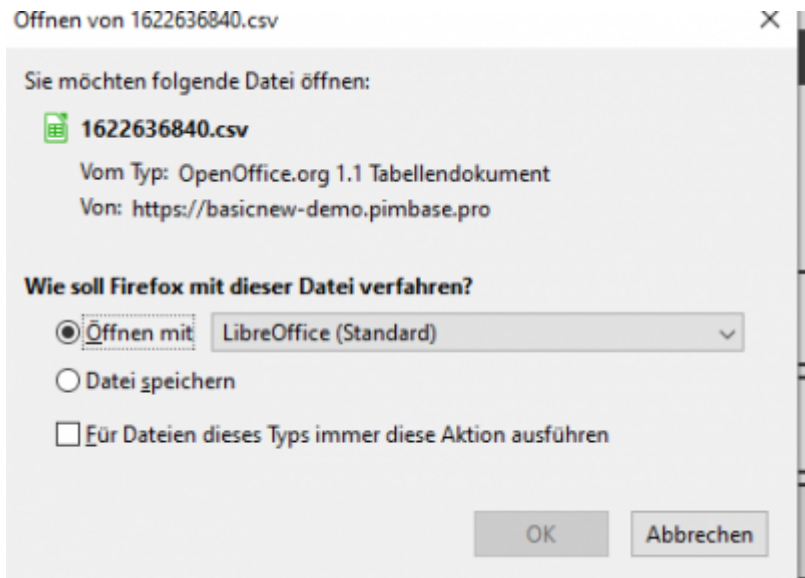 Öffnen von 1622636840.csv
Sie möchten folgende Datei öffnen:
1622636840.csv
Vom Typ: OpenOffice.org 1.1 Tabellendokument
Von: https://basicnew-demo.pimbase.pro
Wie soll Firefox mit dieser Datei verfahren?
Öffnen mit LibreOffice (Standard)
Datei speichern
Für Dateien dieses Typs immer diese Aktion ausführen
OK Abbrechen